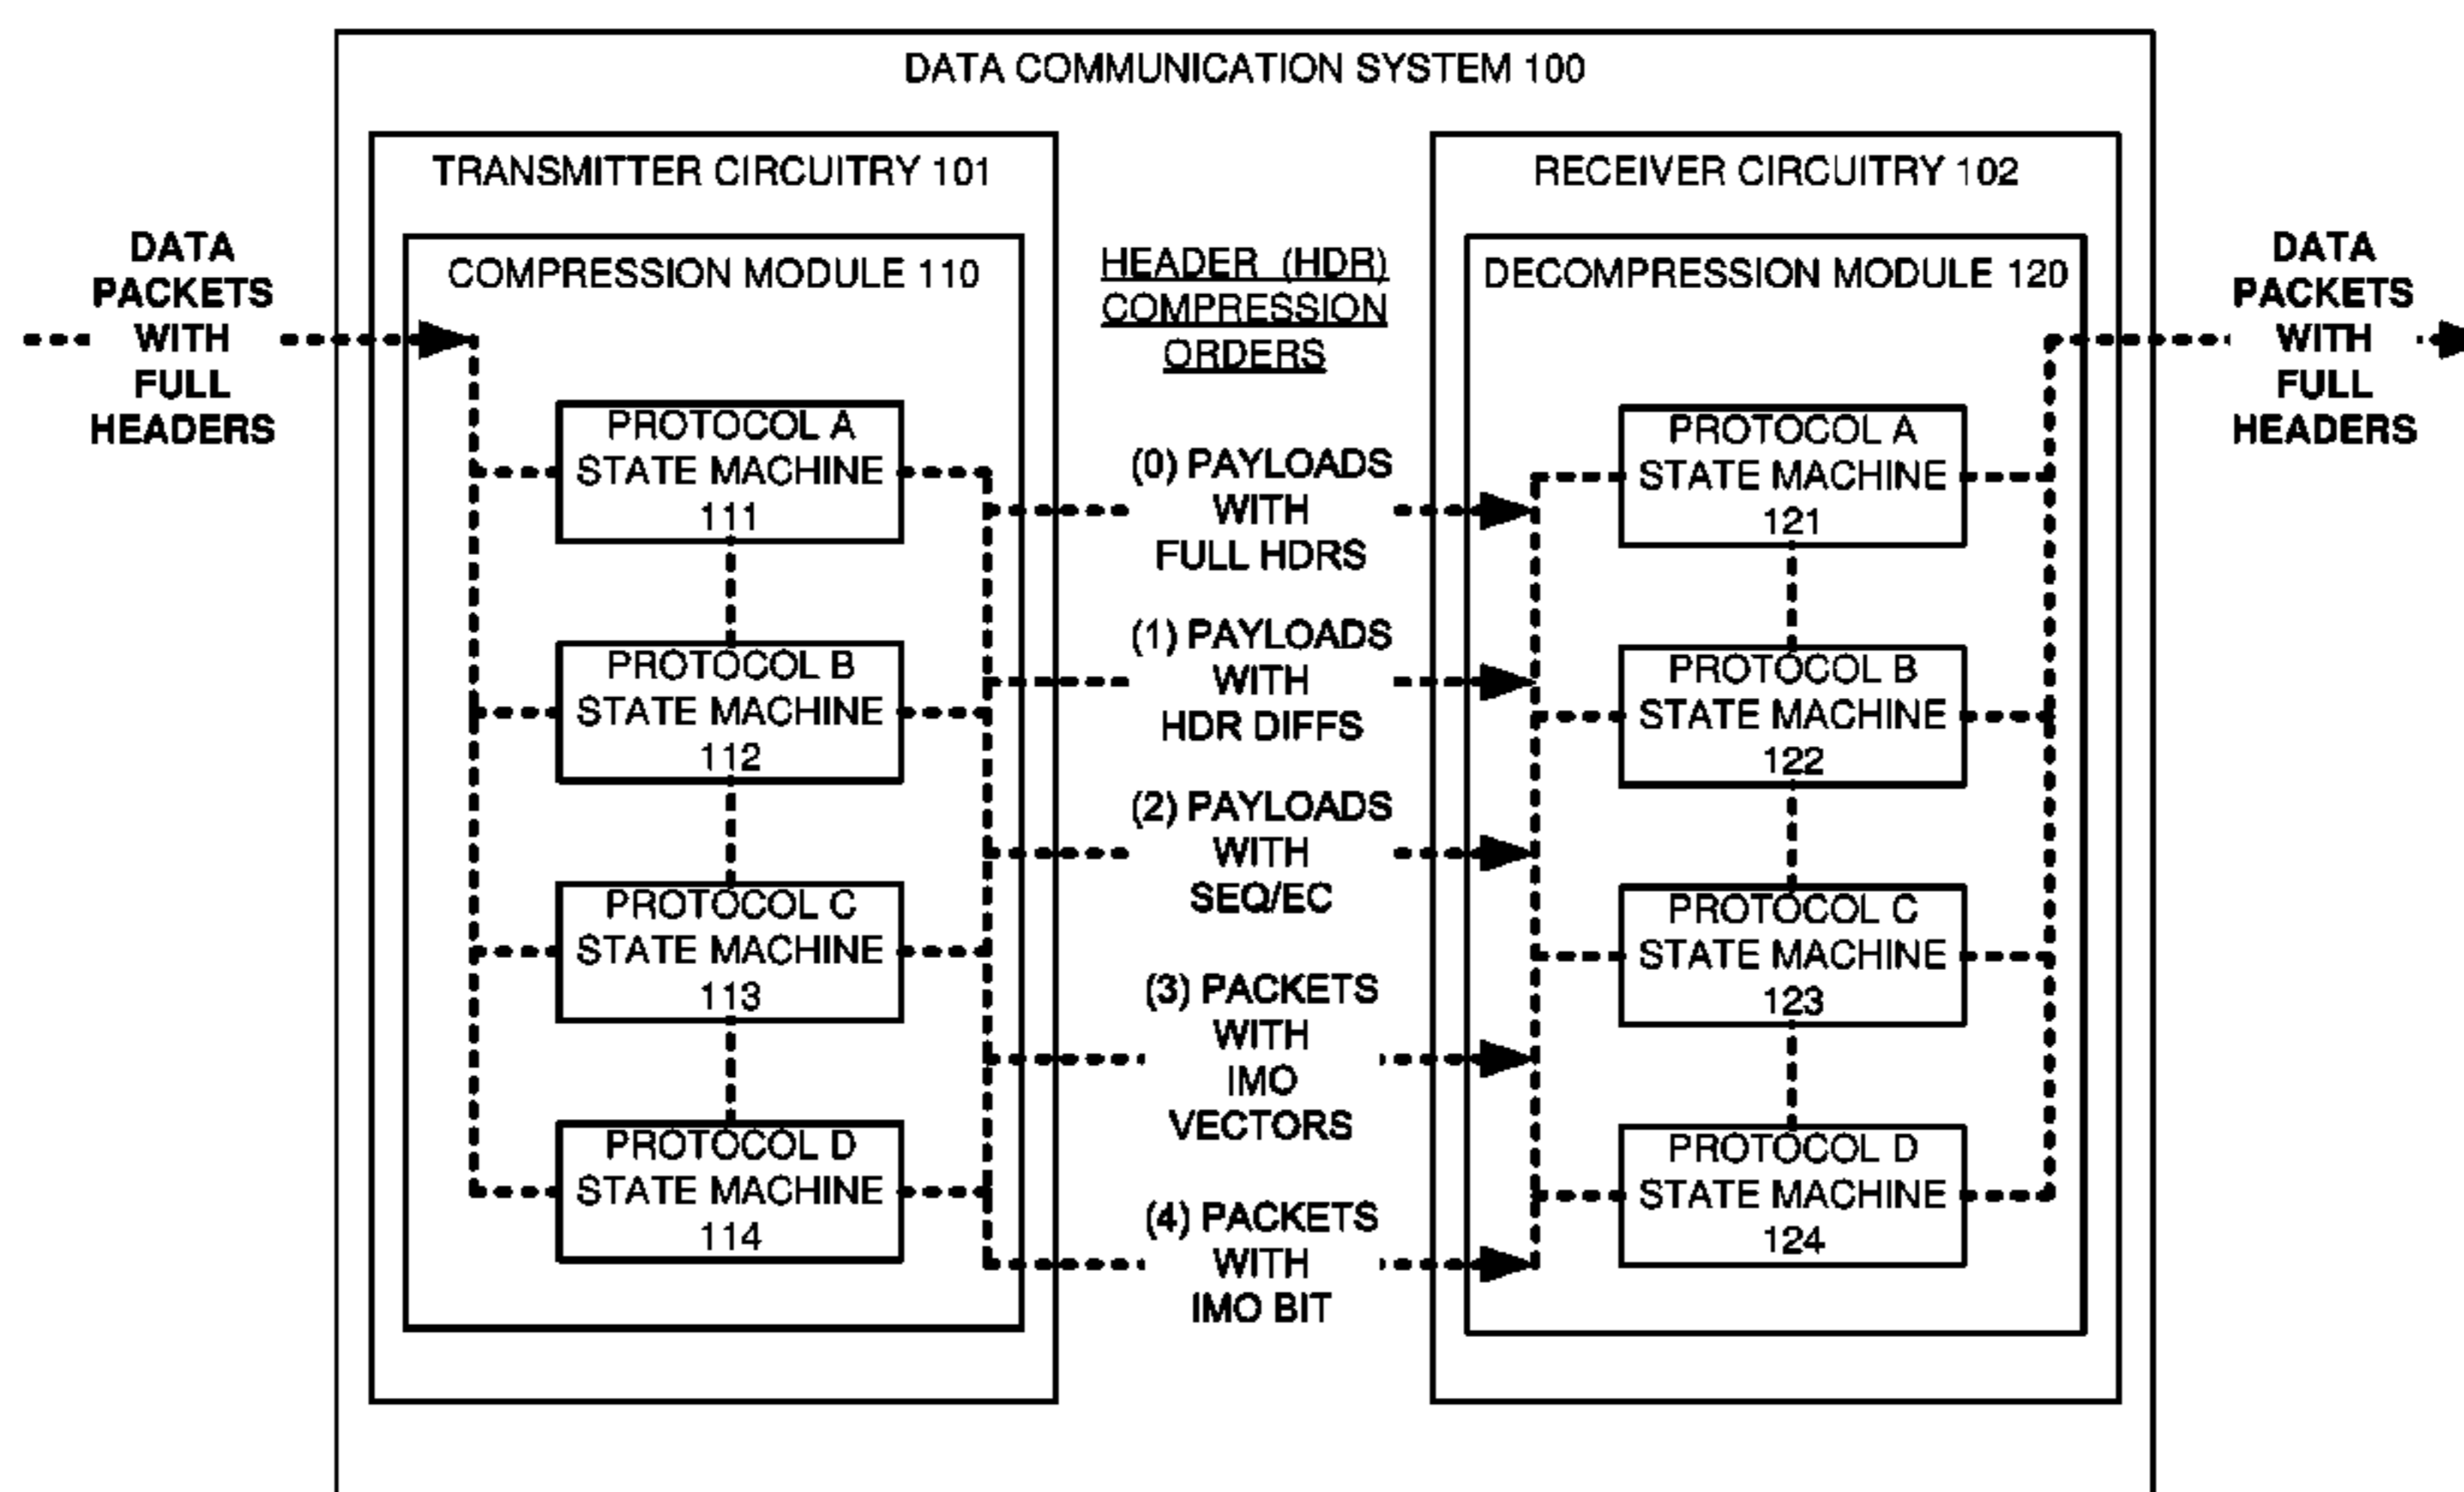 DATA COMMUNICATION SYSTEM 100
DATA
PACKETS
WITH
FULL
HEADERS
TRANSMITTER CIRCUITRY 101
COMPRESSION MODULE 110
PROTOCOL A
STATE MACHINE
111
PROTOCOL B
STATE MACHINE
112
PROTOCOL C
STATE MACHINE
113
PROTOCOL D
STATE MACHINE
114
HEADER (HDR)
COMPRESSION
ORDERS
(0) PAYLOADS
WITH
FULL HDRS
(1) PAYLOADS
WITH
HDR DIFFS
(2) PAYLOADS
WITH
SEQ/EC
(3) PACKETS
WITH
IMO
VECTORS
(4) PACKETS
WITH
IMO BIT
RECEIVER CIRCUITRY 102
DECOMPRESSION MODULE 120
PROTOCOL A
STATE MACHINE
121
PROTOCOL B
STATE MACHINE
122
PROTOCOL C
STATE MACHINE
123
PROTOCOL D
STATE MACHINE
124
DATA
PACKETS
WITH
FULL
HEADERS